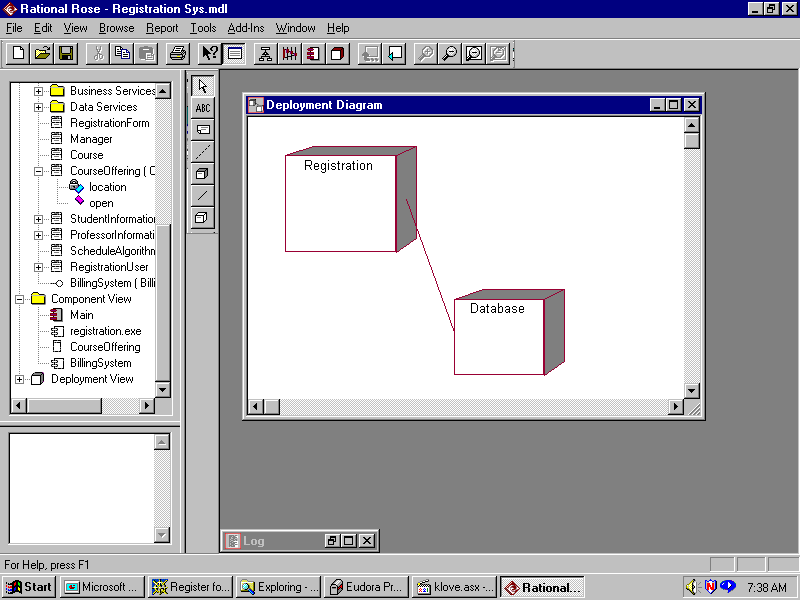 Rational Rose - Registration Sys.mdl
File Edit View Browse Report Tools Add-Ins Window Help
Business Services
Data Services
RegistrationForm
Manager
Course
CourseOffering ( C
location
open
StudentInformation
ProfessorInformati
ScheduleAlgorithm
RegistrationUser
BillingSystem ( Billi
Component View
Main
registration.exe
CourseOffering
BillingSystem
Deployment View
ABC
Deployment Diagram
Registration
Database
Log
For Help, press F1
Start Microsoft ... Register fo... Exploring - ... Eudora Pr... klove.asx -... Rational... 7:38 AM